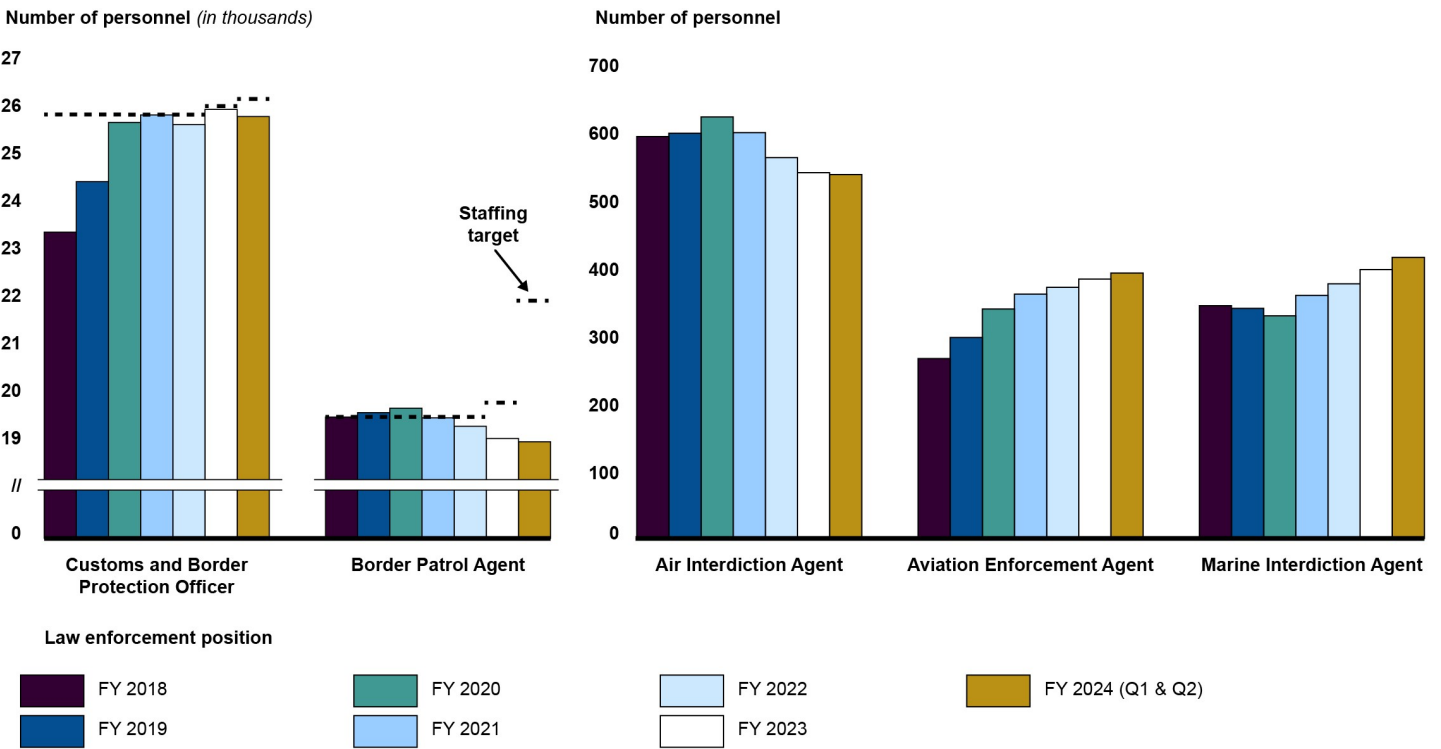 Number of personnel (in thousands)
27
26
25
24
23
22
21
20
19
//
0
Staffing
target
Customs and Border
Protection Officer
Border Patrol Agent
Number of personnel
700
600
500
400
300
200
100
0
Air Interdiction Agent
Aviation Enforcement Agent
Marine Interdiction Agent
Law enforcement position
FY 2018
FY 2019
FY 2020
FY 2021
FY 2022
FY 2023
FY 2024 (Q1 & Q2)